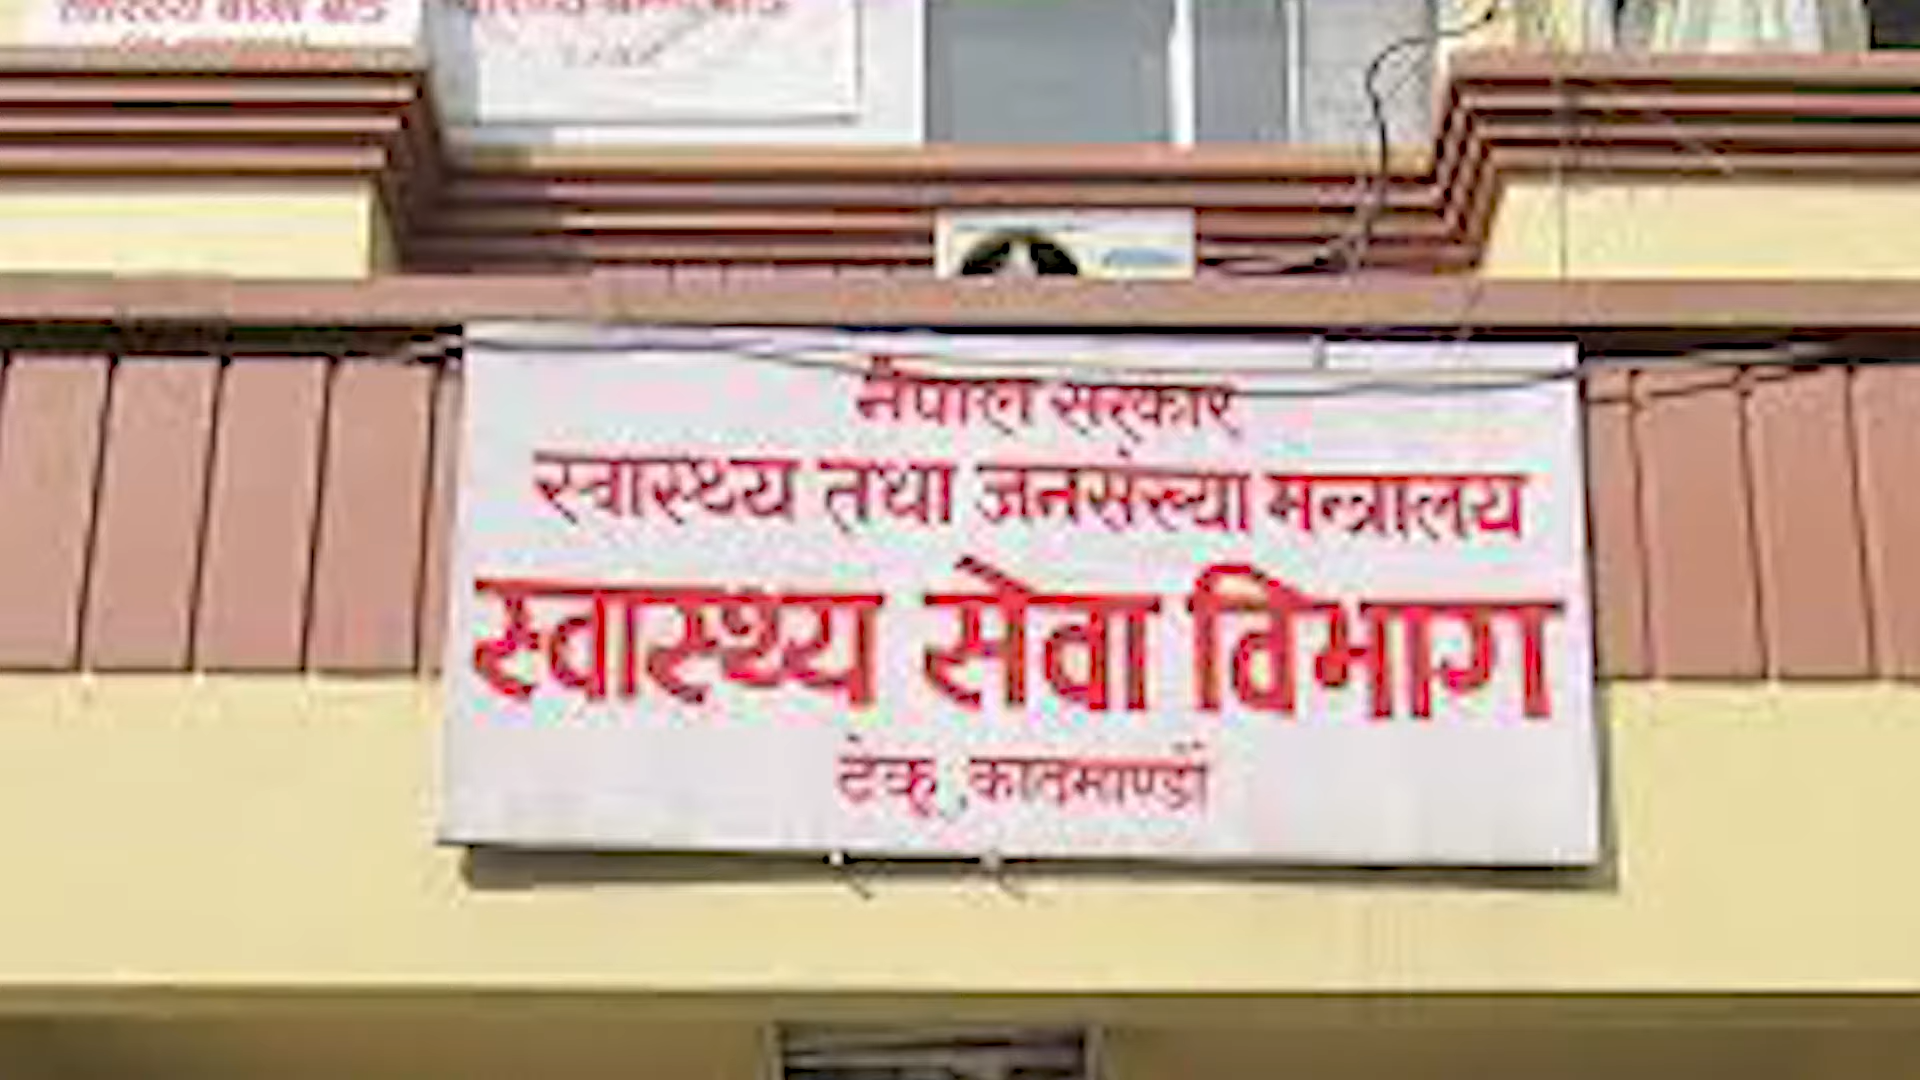 नेपाल सरकार
स्वास्थ्य तथा जनसंख्या मन्त्रालय
स्वास्थ्य सेवा विभाग
टेकू ,काठमाण्डौं